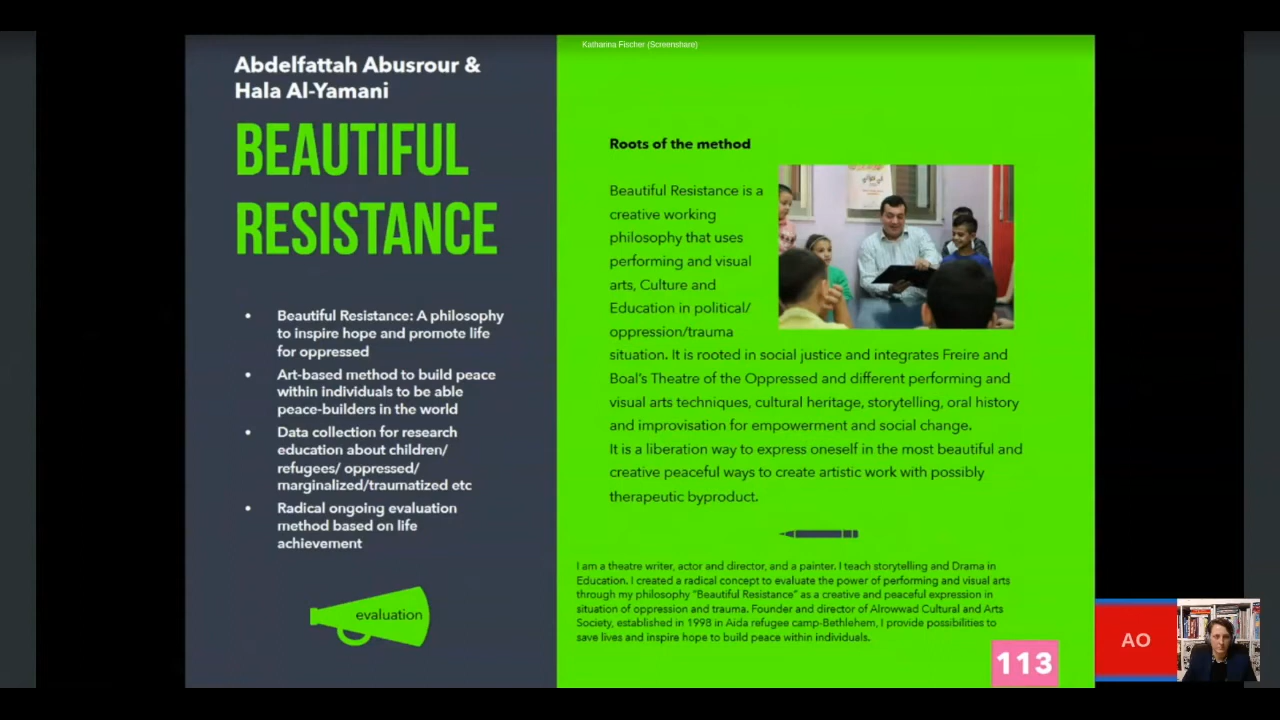 Katharina Fischer (Screenshare)
Abdelfattah Abusrour &
Hala Al-Yamani
BEAUTIFUL
RESISTANCE
• Beautiful Resistance: A philosophy
to inspire hope and promote life
for oppressed
• Art-based method to build peace
within individuals to be able
peace-builders in the world
• Data collection for research
education about children/
refugees/ oppressed/
marginalized/traumatized etc
• Radical ongoing evaluation
method based on life
achievement
evaluation
Roots of the method
Beautiful Resistance is a
creative working
philosophy that uses
performing and visual
arts, Culture and
Education in political/
oppression/trauma
situation. It is rooted in social justice and integrates Freire and
Boal's Theatre of the Oppressed and different performing and
visual arts techniques, cultural heritage, storytelling, oral history
and improvisation for empowerment and social change.
It is a liberation way to express oneself in the most beautiful and
creative peaceful ways to create artistic work with possibly
therapeutic byproduct.
I am a theatre writer, actor and director, and a painter. I teach storytelling and Drama in
Education. I created a radical concept to evaluate the power of performing and visual arts
through my philosophy "Beautiful Resistance" as a creative and peaceful expression in
situation of oppression and trauma. Founder and director of Alrowwad Cultural and Arts
Society, established in 1998 in Aida refugee camp-Bethlehem, I provide possibilities to
save lives and inspire hope to build peace within individuals.
113
AO